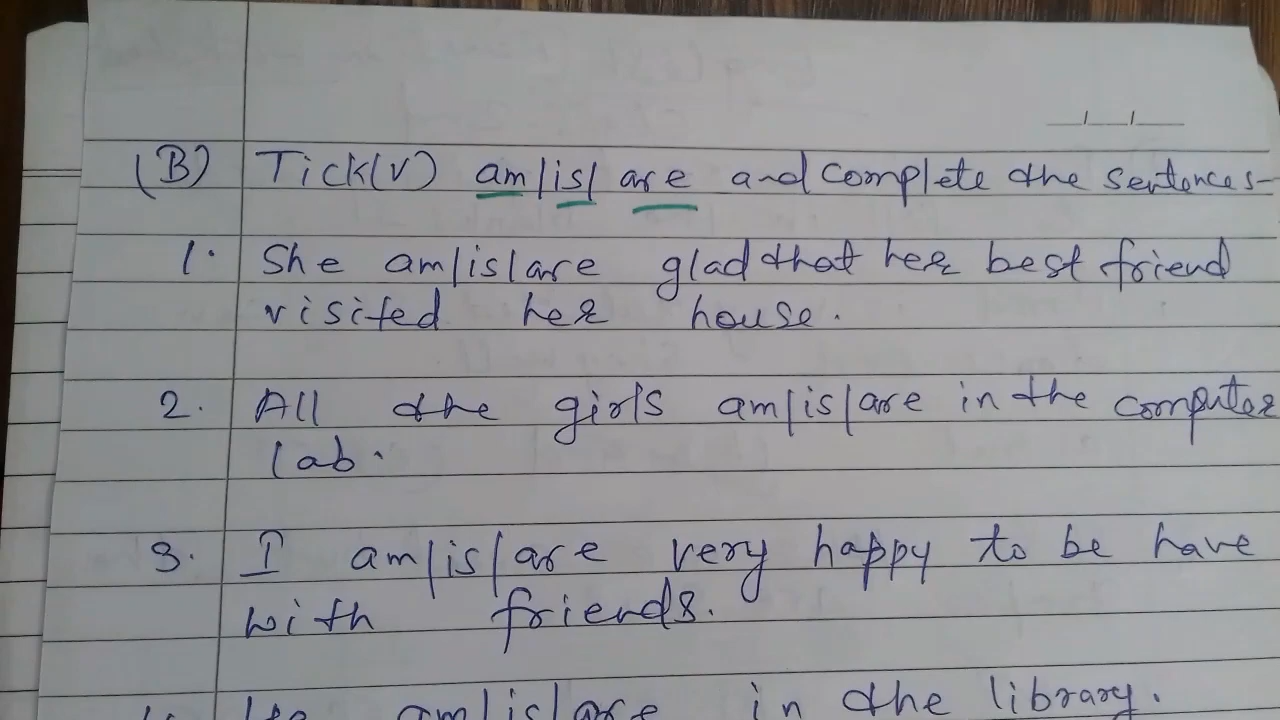 (B) Tick(√) am/is/are and complete the sentences-
1. She am/is/are glad that her best friend
visited her house.
2. All the girls am/is/are in the computer
lab.
3. I am/is/are very happy to be have
with friends.
am/is/are in the library.